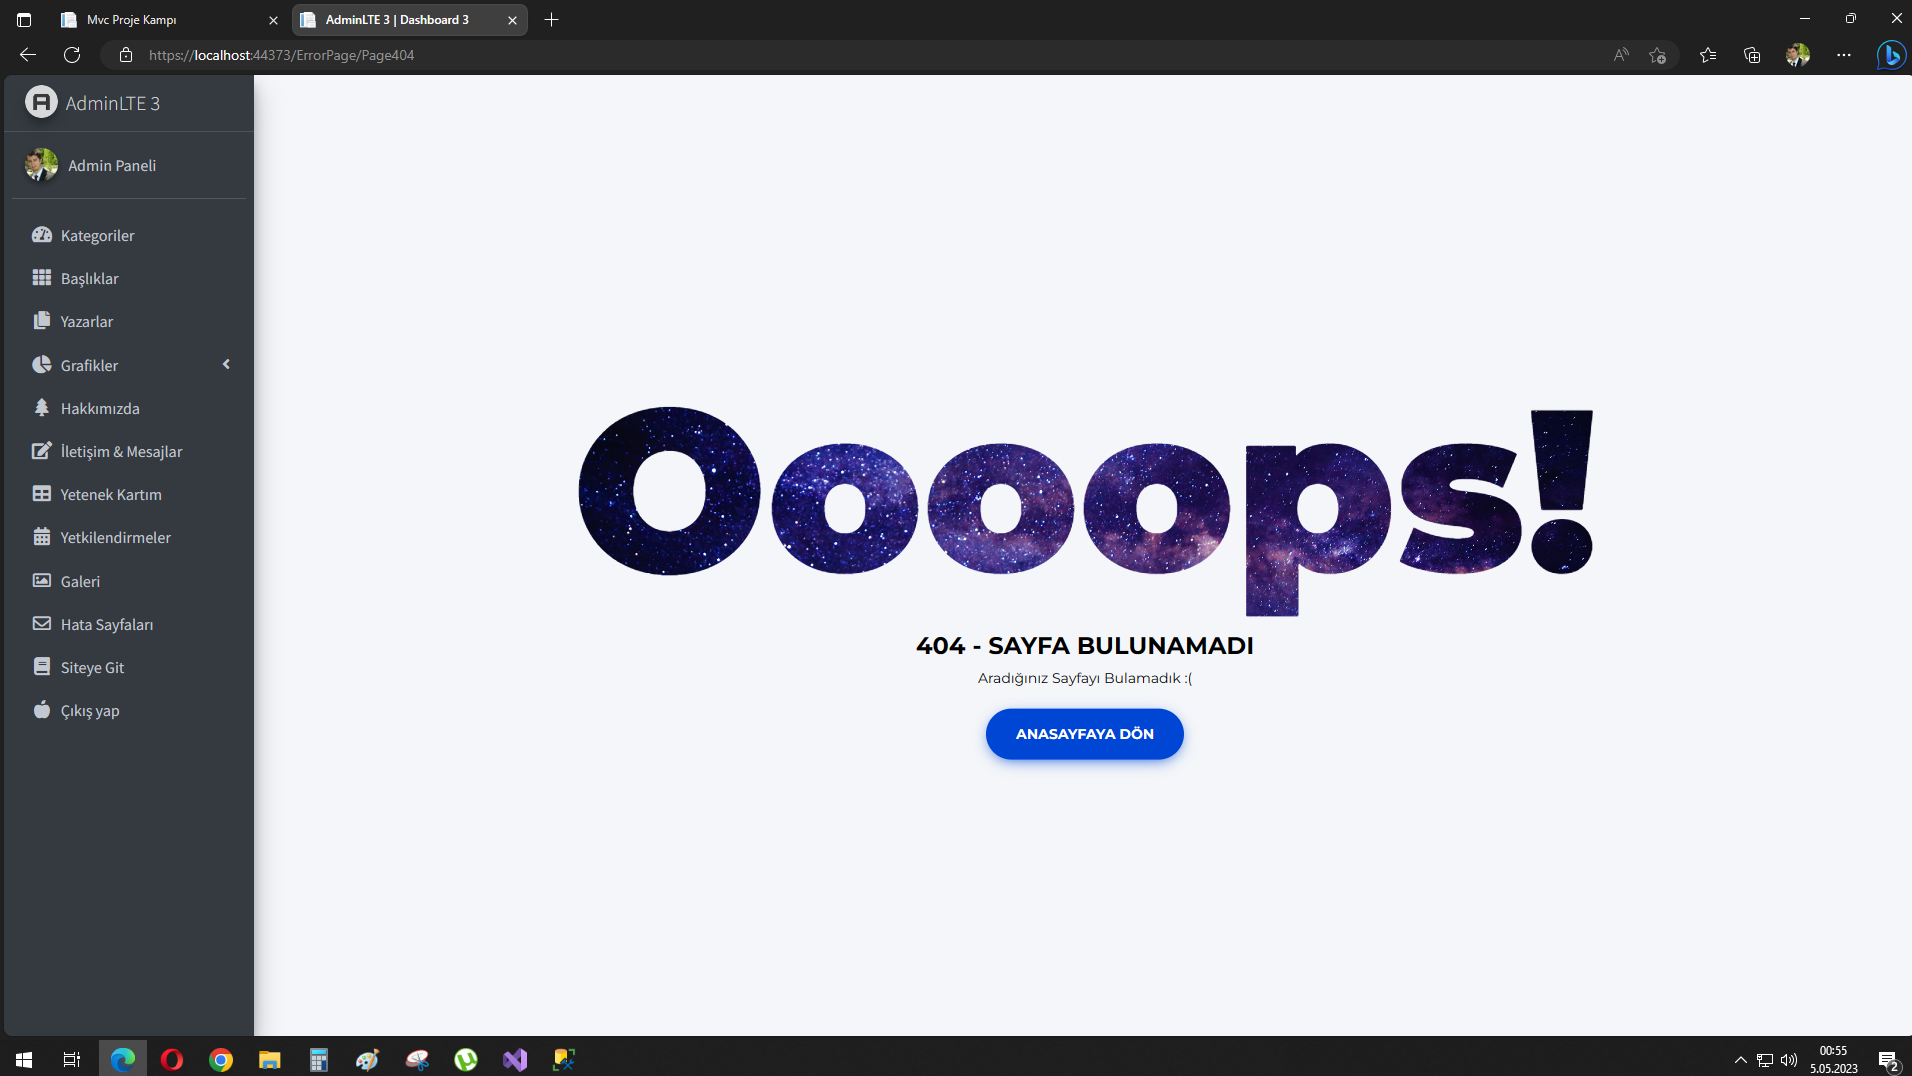 Mvc Proje Kampı
AdminLTE 3 | Dashboard 3
https://localhost:44373/ErrorPage/Page404
AdminLTE 3
Admin Paneli
Kategoriler
Başlıklar
Yazarlar
Grafikler
Hakkımızda
İletişim & Mesajlar
Yetenek Kartım
Yetkilendirmeler
Galeri
Hata Sayfaları
Siteye Git
Çıkış yap
Oooops!
404 - SAYFA BULUNAMADI
Aradığınız Sayfayı Bulamadık :(
ANASAYFAYA DÖN
00:55
5.05.2023
2